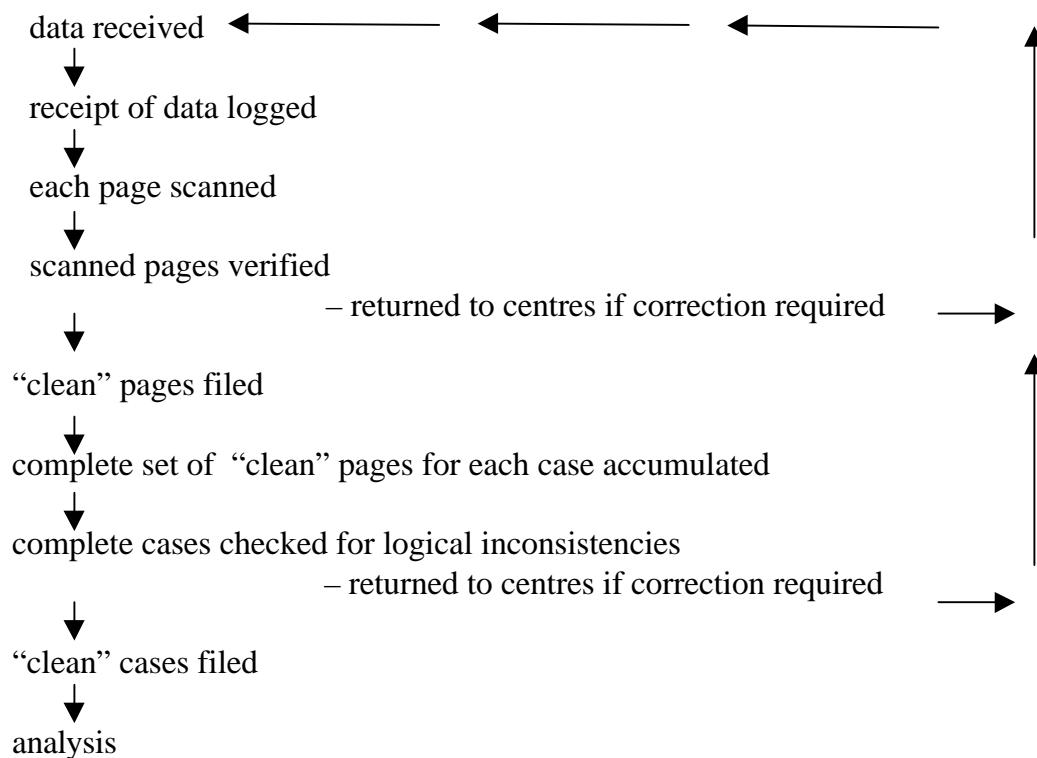 data received
receipt of data logged
each page scanned
scanned pages verified
– returned to centres if correction required
“clean” pages filed
complete set of “clean” pages for each case accumulated
complete cases checked for logical inconsistencies
– returned to centres if correction required
“clean” cases filed
analysis